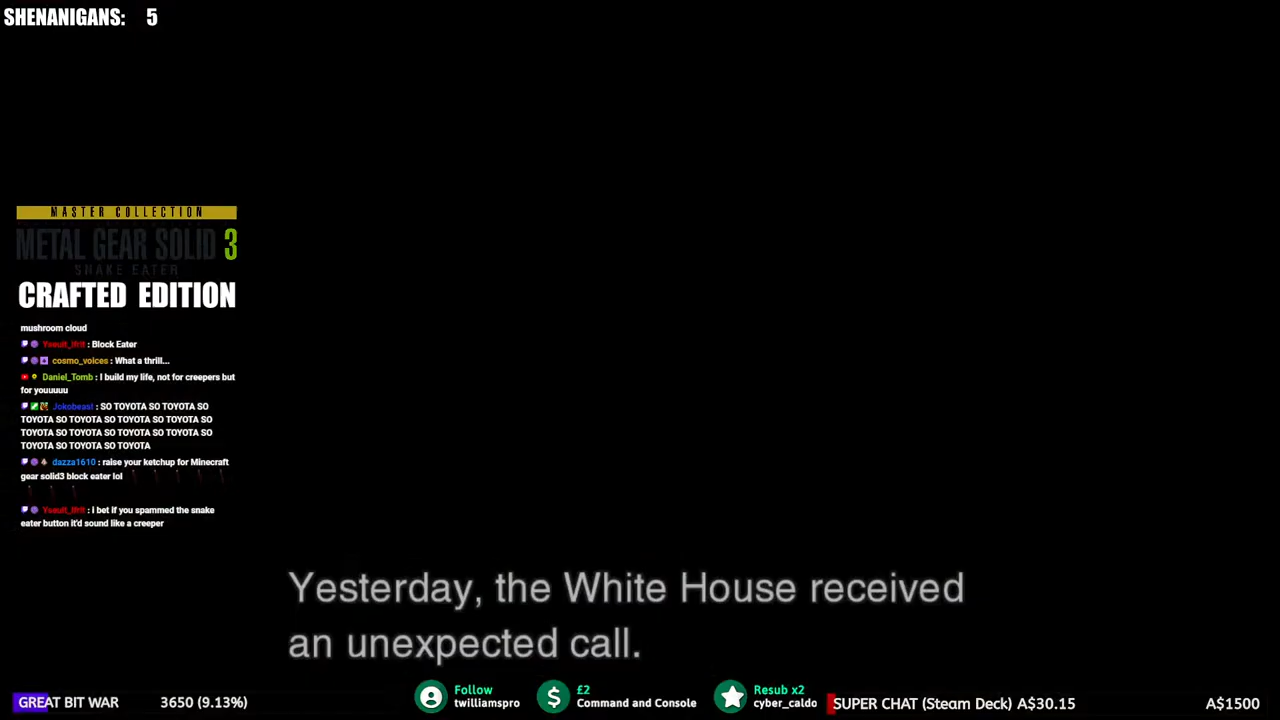 SHENANIGANS: 5
MASTER COLLECTION
METAL GEAR SOLID 3
SNAKE EATER
CRAFTED EDITION
mushroom cloud
Yseult_Ifrit : Block Eater
cosmo_voices : What a thrill...
Daniel_Tomb : I build my life, not for creepers but
for youuuuu
Jokobeast : SO TOYOTA SO TOYOTA SO
TOYOTA SO TOYOTA SO TOYOTA SO
TOYOTA SO TOYOTA SO TOYOTA SO
TOYOTA SO TOYOTA SO TOYOTA
dazza1610 : raise your ketchup for Minecraft
gear solid3 block eater lol
Yseult_Ifrit : i bet if you spammed the snake
eater button it'd sound like a creeper
Yesterday, the White House received
an unexpected call.
GREAT BIT WAR 3650 (9.13%)
Follow
twilliamspro
£2
Command and Console
Resub x2
cyber_caldo
SUPER CHAT (Steam Deck) A$30.15 A$1500